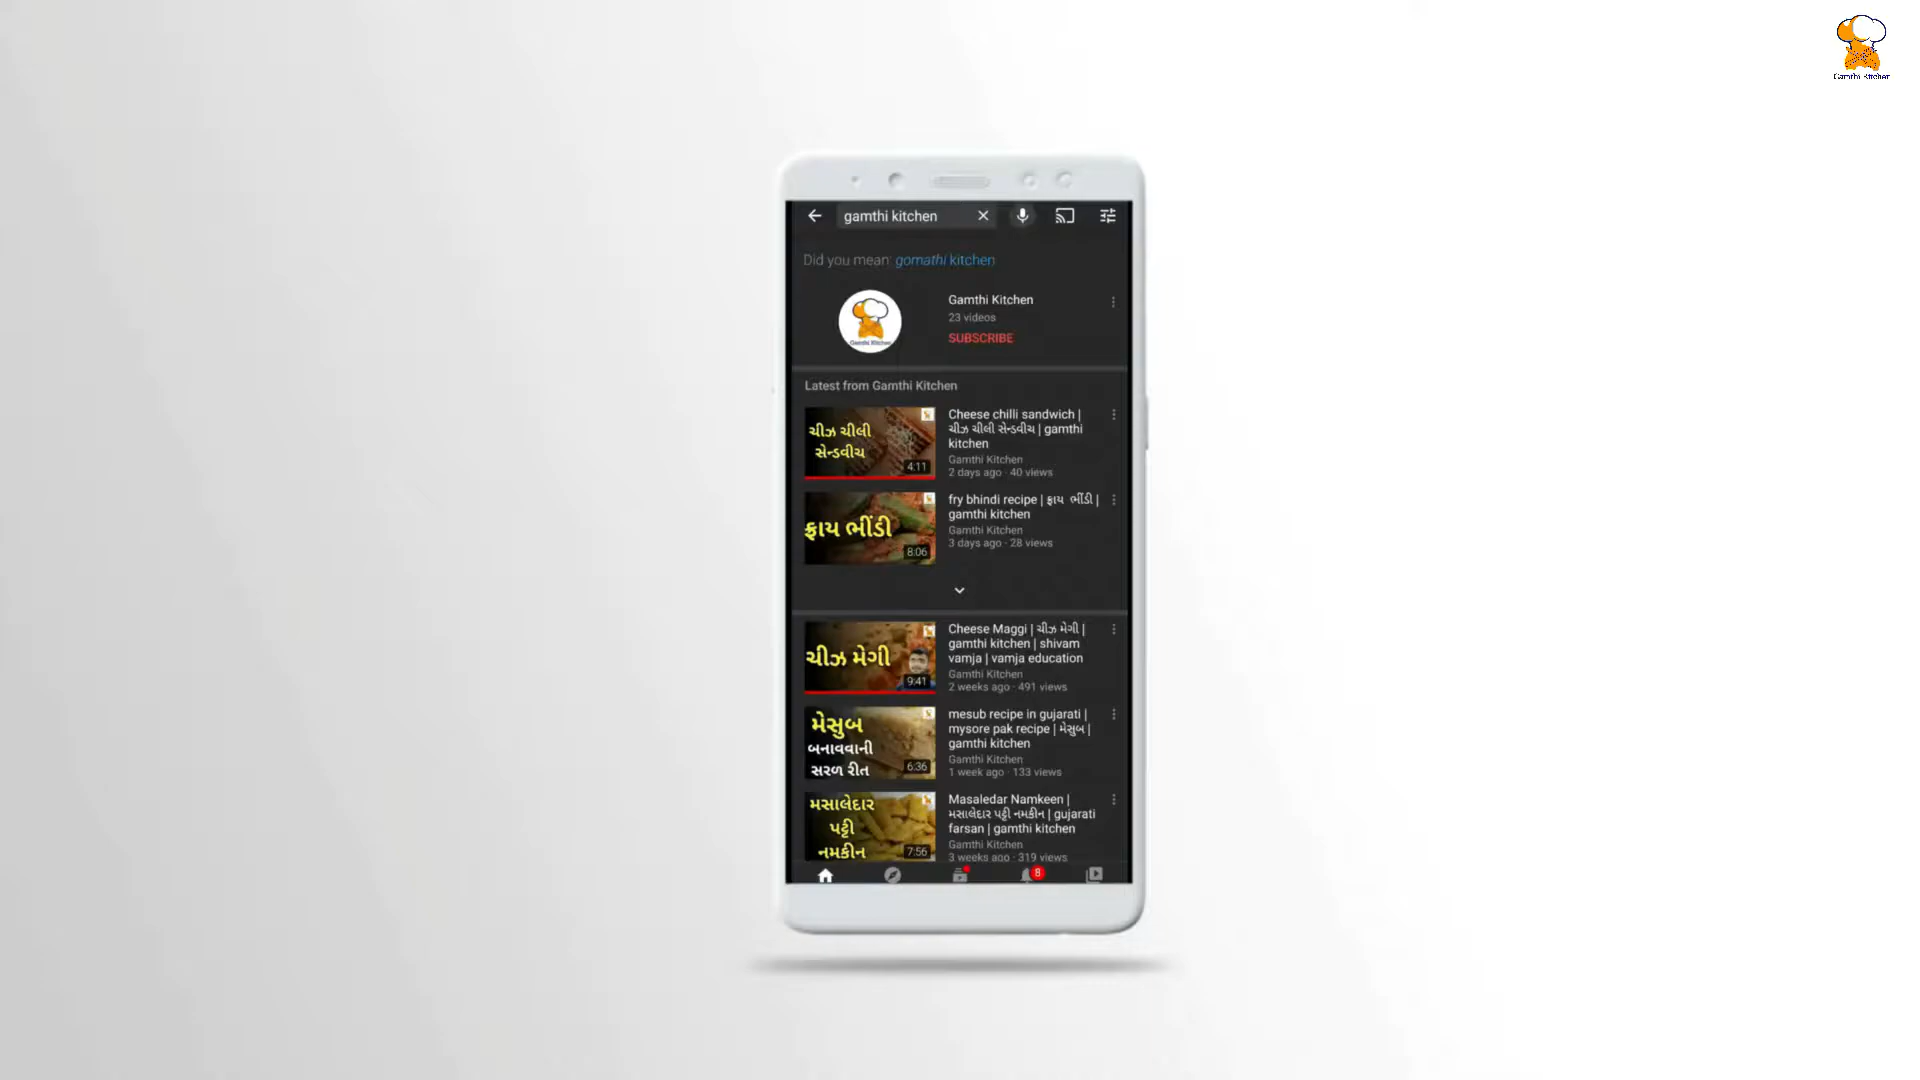 Gamthi Kitchen
gamthi kitchen
Did you mean: gomathi kitchen
Gamthi Kitchen
Gamthi Kitchen
23 videos
SUBSCRIBE
Latest from Gamthi Kitchen
ચીઝ ચીલી
સેન્ડવીચ
4:11
Cheese chilli sandwich |
ચીઝ ચીલી સેન્ડવીચ | gamthi
kitchen
Gamthi Kitchen
2 days ago · 40 views
ફ્રાય ભીંડી
8:06
fry bhindi recipe | ફ્રાય ભીંડી |
gamthi kitchen
Gamthi Kitchen
3 days ago · 28 views
ચીઝ મેગી
9:41
Cheese Maggi | ચીઝ મેગી |
gamthi kitchen | shivam
vamja | vamja education
Gamthi Kitchen
2 weeks ago · 491 views
મેસુબ
બનાવવાની
સરળ રીત
6:36
mesub recipe in gujarati |
mysore pak recipe | મેસુબ |
gamthi kitchen
Gamthi Kitchen
1 week ago · 133 views
મસાલેદાર
પટ્ટી
નમકીન
7:56
Masaledar Namkeen |
મસાલેદાર પટ્ટી નમકીન | gujarati
farsan | gamthi kitchen
Gamthi Kitchen
3 weeks ago · 319 views
8